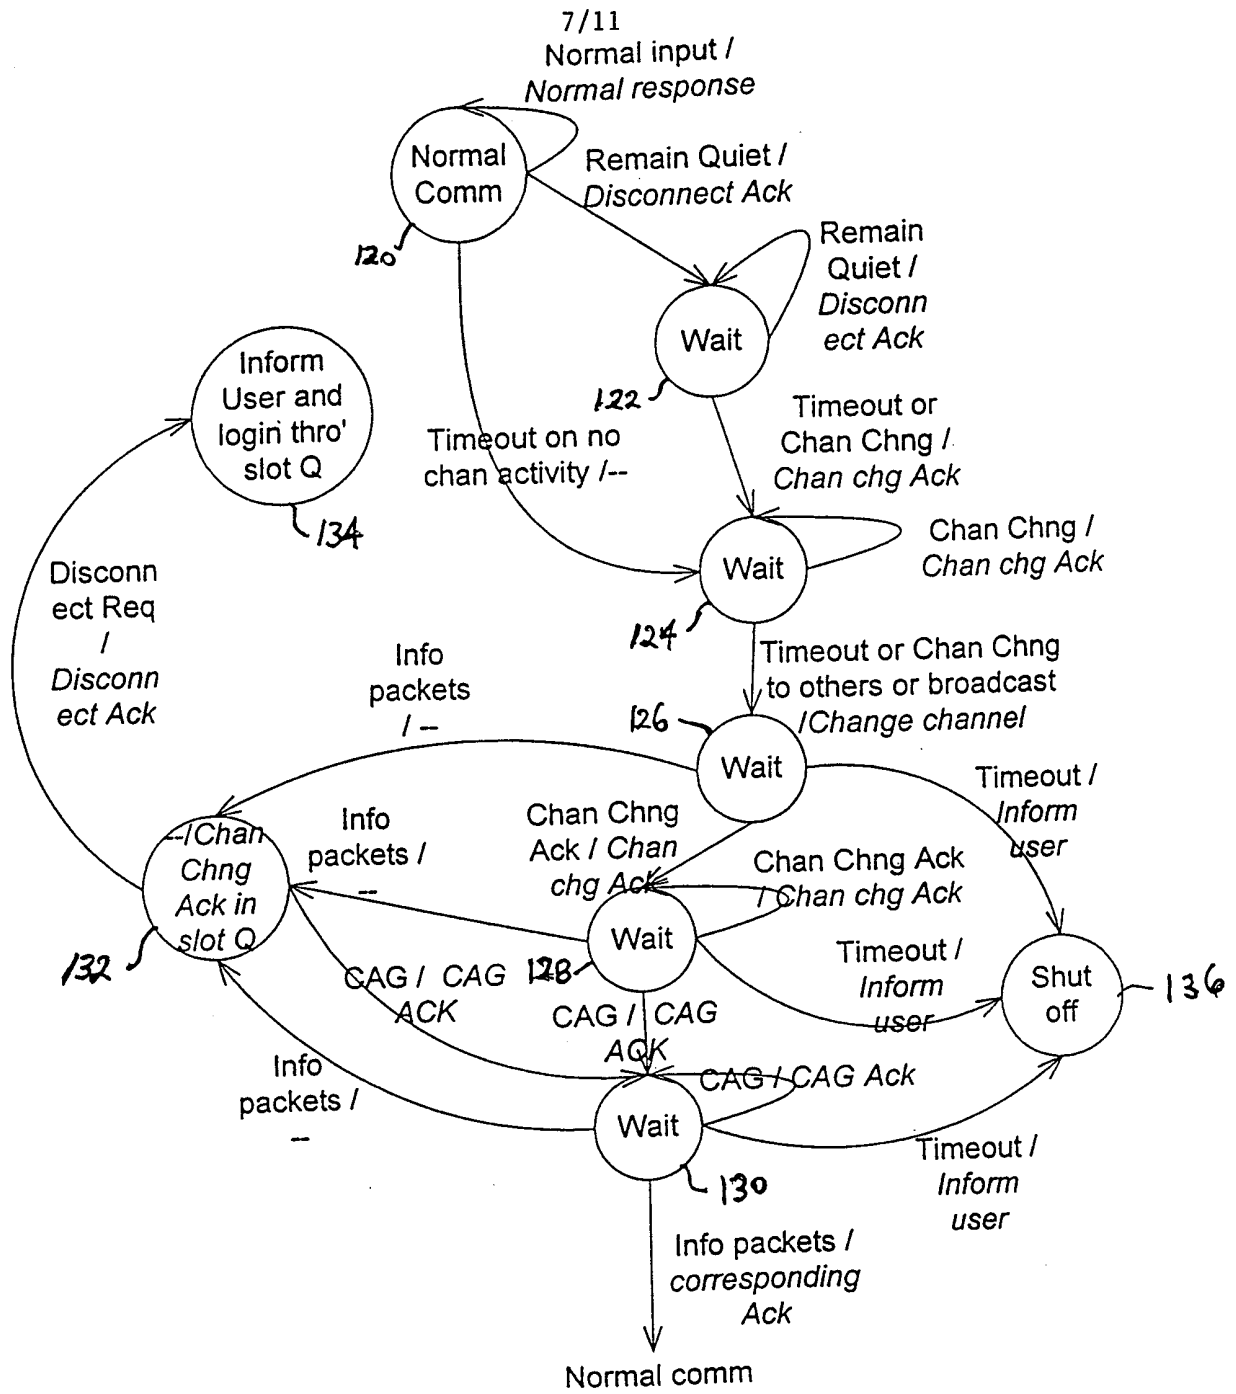 7/11
Normal input /
Normal response
Normal
Comm
Remain Quiet /
Disconnect Ack
120
Remain
Quiet /
Disconn
ect Ack
Wait
122
Inform
User and
login thro'
slot Q
134
Timeout on no
chan activity /--
Timeout or
Chan Chng /
Chan chg Ack
Wait
124
Chan Chng /
Chan chg Ack
Disconn
ect Req
/
Disconn
ect Ack
Info
packets
/ --
Timeout or Chan Chng
to others or broadcast
/Change channel
126
Wait
Timeout /
Inform
user
--/Chan
Chng
Ack in
slot Q
132
Info
packets /
--
Chan Chng
Ack / Chan
chg Ack
Chan Chng Ack
/ Chan chg Ack
Wait
128
Timeout /
Inform
user
Shut
off
136
CAG / CAG
ACK
CAG / CAG
ACK
Info
packets /
--
CAG / CAG Ack
Wait
130
Timeout /
Inform
user
Info packets /
corresponding
Ack
Normal comm